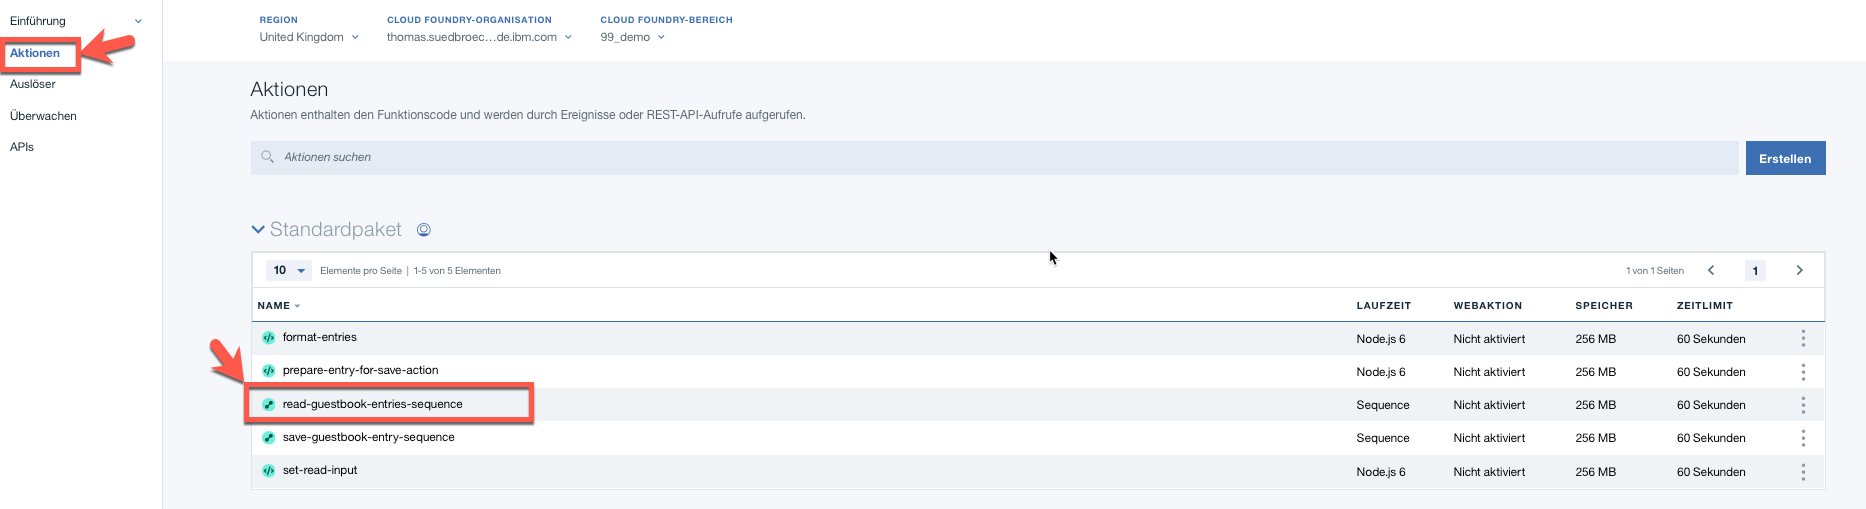 Einführung
Aktionen
Auslöser
Überwachen
APIs
REGION CLOUD FOUNDRY-ORGANISATION CLOUD FOUNDRY-BEREICH
United Kingdom thomas.suedbroec...de.ibm.com 99_demo
Aktionen
Aktionen enthalten den Funktionscode und werden durch Ereignisse oder REST-API-Aufrufe aufgerufen.
Aktionen suchen Erstellen
Standardpaket
10 Elemente pro Seite | 1-5 von 5 Elementen 1 von 1 Seiten 1
NAME LAUFZEIT WEBAKTION SPEICHER ZEITLIMIT
format-entries Node.js 6 Nicht aktiviert 256 MB 60 Sekunden
prepare-entry-for-save-action Node.js 6 Nicht aktiviert 256 MB 60 Sekunden
read-guestbook-entries-sequence Sequence Nicht aktiviert 256 MB 60 Sekunden
save-guestbook-entry-sequence Sequence Nicht aktiviert 256 MB 60 Sekunden
set-read-input Node.js 6 Nicht aktiviert 256 MB 60 Sekunden